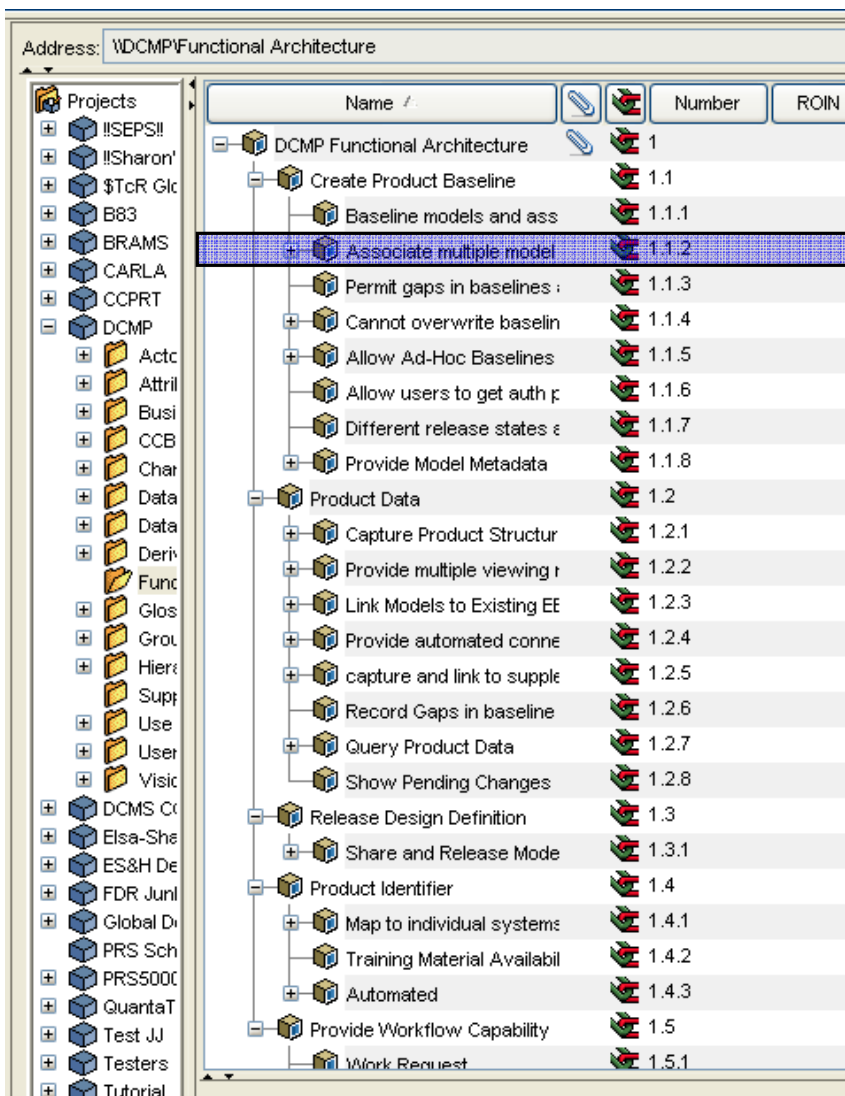 Address: \\DCMP\Functional Architecture
Projects
!!SEPS!!
!!Sharon'
$TcR Glc
B83
BRAMS
CARLA
CCPRT
DCMP
Actc
Attril
Busi
CCB
Char
Data
Data
Deriv
Func
Glos
Grou
Hiera
Supp
Use
User
Visic
DCMS CC
Elsa-Sha
ES&H De
FDR Junl
Global D
PRS Sch
PRS5000
QuantaT
Test JJ
Testers
Tutorial
Name Number ROIN
DCMP Functional Architecture 1
Create Product Baseline 1.1
Baseline models and ass 1.1.1
Associate multiple model 1.1.2
Permit gaps in baselines 1.1.3
Cannot overwrite baselin 1.1.4
Allow Ad-Hoc Baselines 1.1.5
Allow users to get auth p 1.1.6
Different release states a 1.1.7
Provide Model Metadata 1.1.8
Product Data 1.2
Capture Product Structur 1.2.1
Provide multiple viewing r 1.2.2
Link Models to Existing EE 1.2.3
Provide automated conne 1.2.4
capture and link to supple 1.2.5
Record Gaps in baseline 1.2.6
Query Product Data 1.2.7
Show Pending Changes 1.2.8
Release Design Definition 1.3
Share and Release Mode 1.3.1
Product Identifier 1.4
Map to individual systems 1.4.1
Training Material Availabil 1.4.2
Automated 1.4.3
Provide Workflow Capability 1.5
Work Request 1.5.1